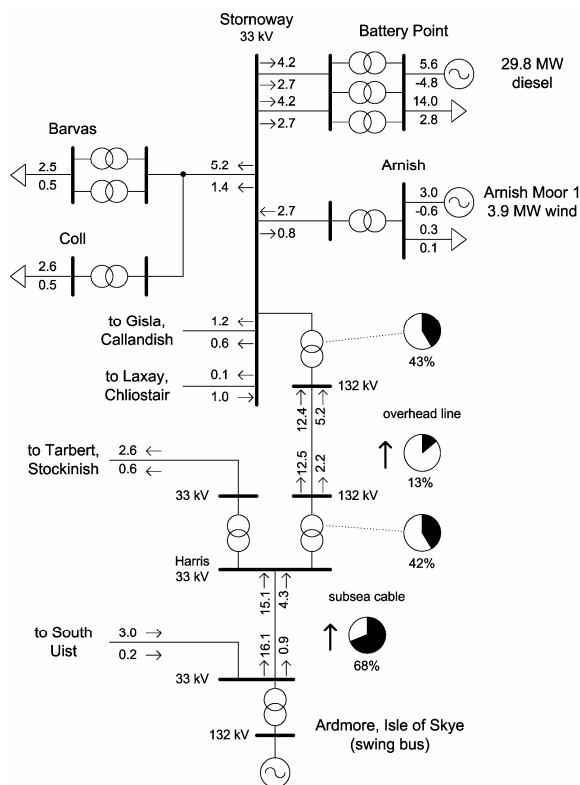 Stornoway
33 kV
Battery Point
4.2
2.7
4.2
2.7
5.6
-4.8
14.0
2.8
29.8 MW
diesel
Barvas
2.5
0.5
5.2
1.4
Coll
2.6
0.5
Arnish
2.7
0.8
3.0
-0.6
0.3
0.1
Arnish Moor 1
3.9 MW wind
to Gisla,
Callandish
1.2
0.6
to Laxay,
Chliostair
0.1
1.0
43%
132 kV
12.4
5.2
12.5
2.2
overhead line
13%
to Tarbert,
Stockinish
2.6
0.6
33 kV
132 kV
42%
Harris
33 kV
15.1
4.3
16.1
0.9
subsea cable
68%
to South
Uist
3.0
0.2
33 kV
132 kV
Ardmore, Isle of Skye
(swing bus)